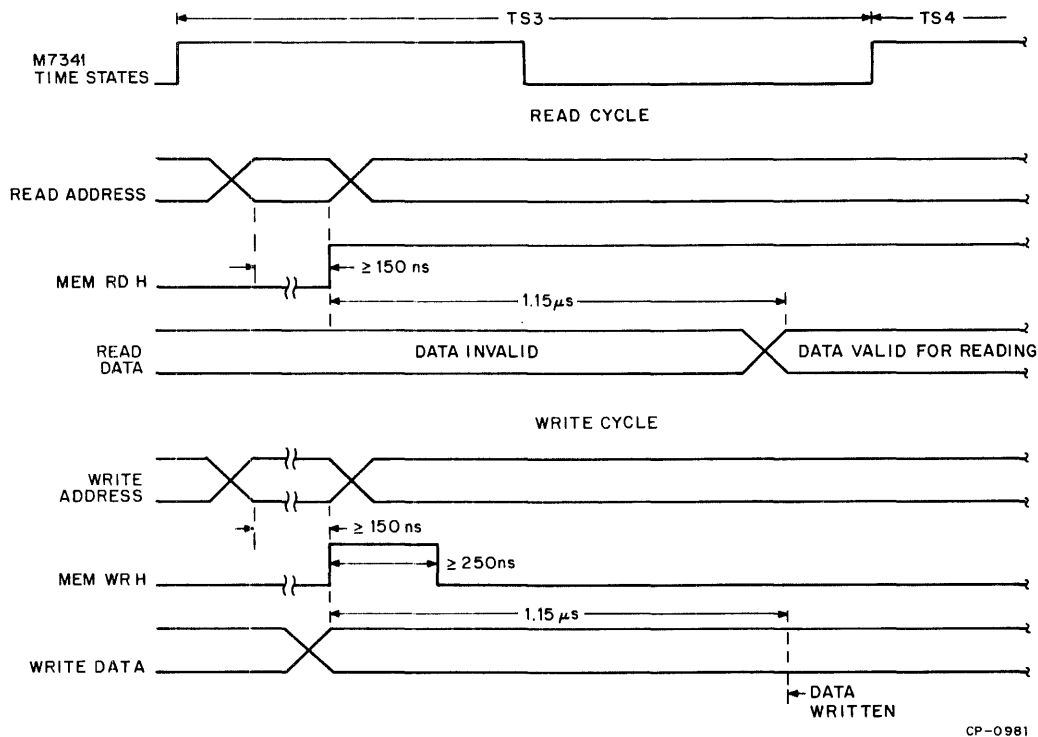 TS3
TS4
M7341
TIME STATES
READ CYCLE
READ ADDRESS
MEM RD H
≥ 150 ns
1.15 µs
READ
DATA
DATA INVALID
DATA VALID FOR READING
WRITE CYCLE
WRITE
ADDRESS
≥ 150 ns
MEM WR H
≥ 250ns
1.15 µs
WRITE DATA
DATA
WRITTEN
CP-0981